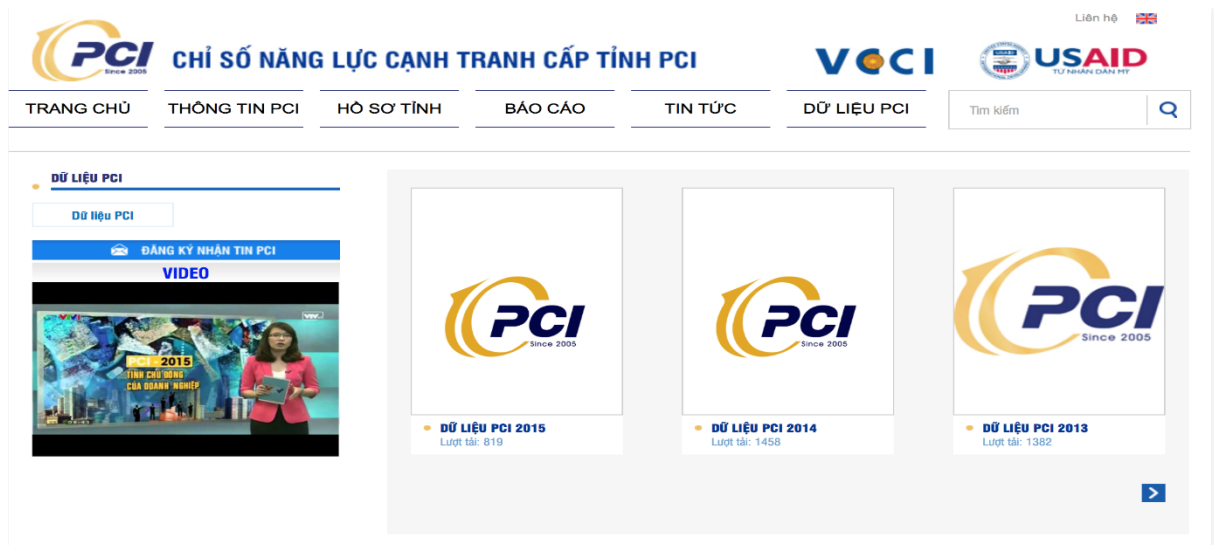 Liên hệ
PCI
Since 2005
CHỈ SỐ NĂNG LỰC CẠNH TRANH CẤP TỈNH PCI
VCCI
USAID
TỪ NHÂN DÂN MỸ
TRANG CHỦ THÔNG TIN PCI HỒ SƠ TỈNH BÁO CÁO TIN TỨC DỮ LIỆU PCI Tìm kiếm
DỮ LIỆU PCI
Dữ liệu PCI
ĐĂNG KÝ NHẬN TIN PCI
VIDEO
PCI - 2015
TÍNH CHỦ ĐỘNG
CỦA DOANH NGHIỆP
PCI
Since 2005
PCI
Since 2005
PCI
Since 2005
DỮ LIỆU PCI 2015
Lượt tải: 819
DỮ LIỆU PCI 2014
Lượt tải: 1458
DỮ LIỆU PCI 2013
Lượt tải: 1382